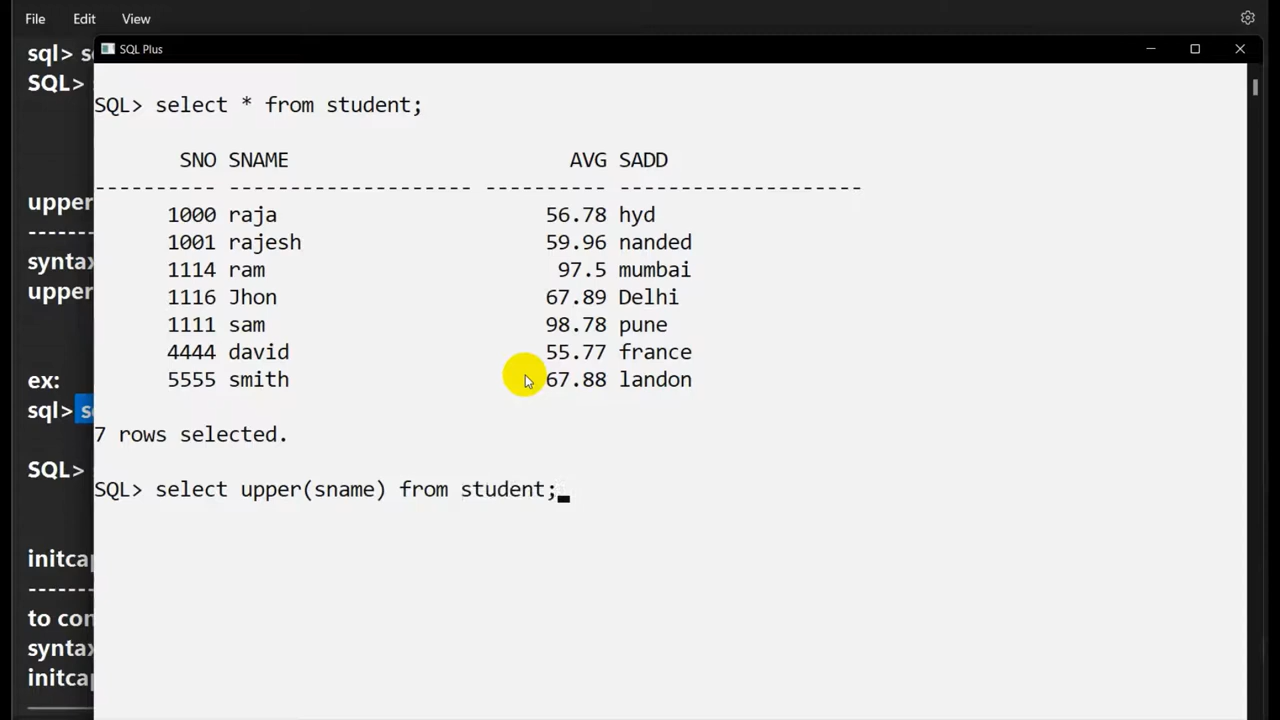 File Edit View
sql> s
SQL>
SQL Plus
SQL> select * from student;
SNO SNAME AVG SADD
---------- -------------------- ---------- --------------------
1000 raja 56.78 hyd
1001 rajesh 59.96 nanded
1114 ram 97.5 mumbai
1116 Jhon 67.89 Delhi
1111 sam 98.78 pune
4444 david 55.77 france
5555 smith 67.88 landon
7 rows selected.
SQL> select upper(sname) from student;
upper
------
syntax
upper
ex:
sql> s
SQL>
initcap
------
to con
syntax
initcap